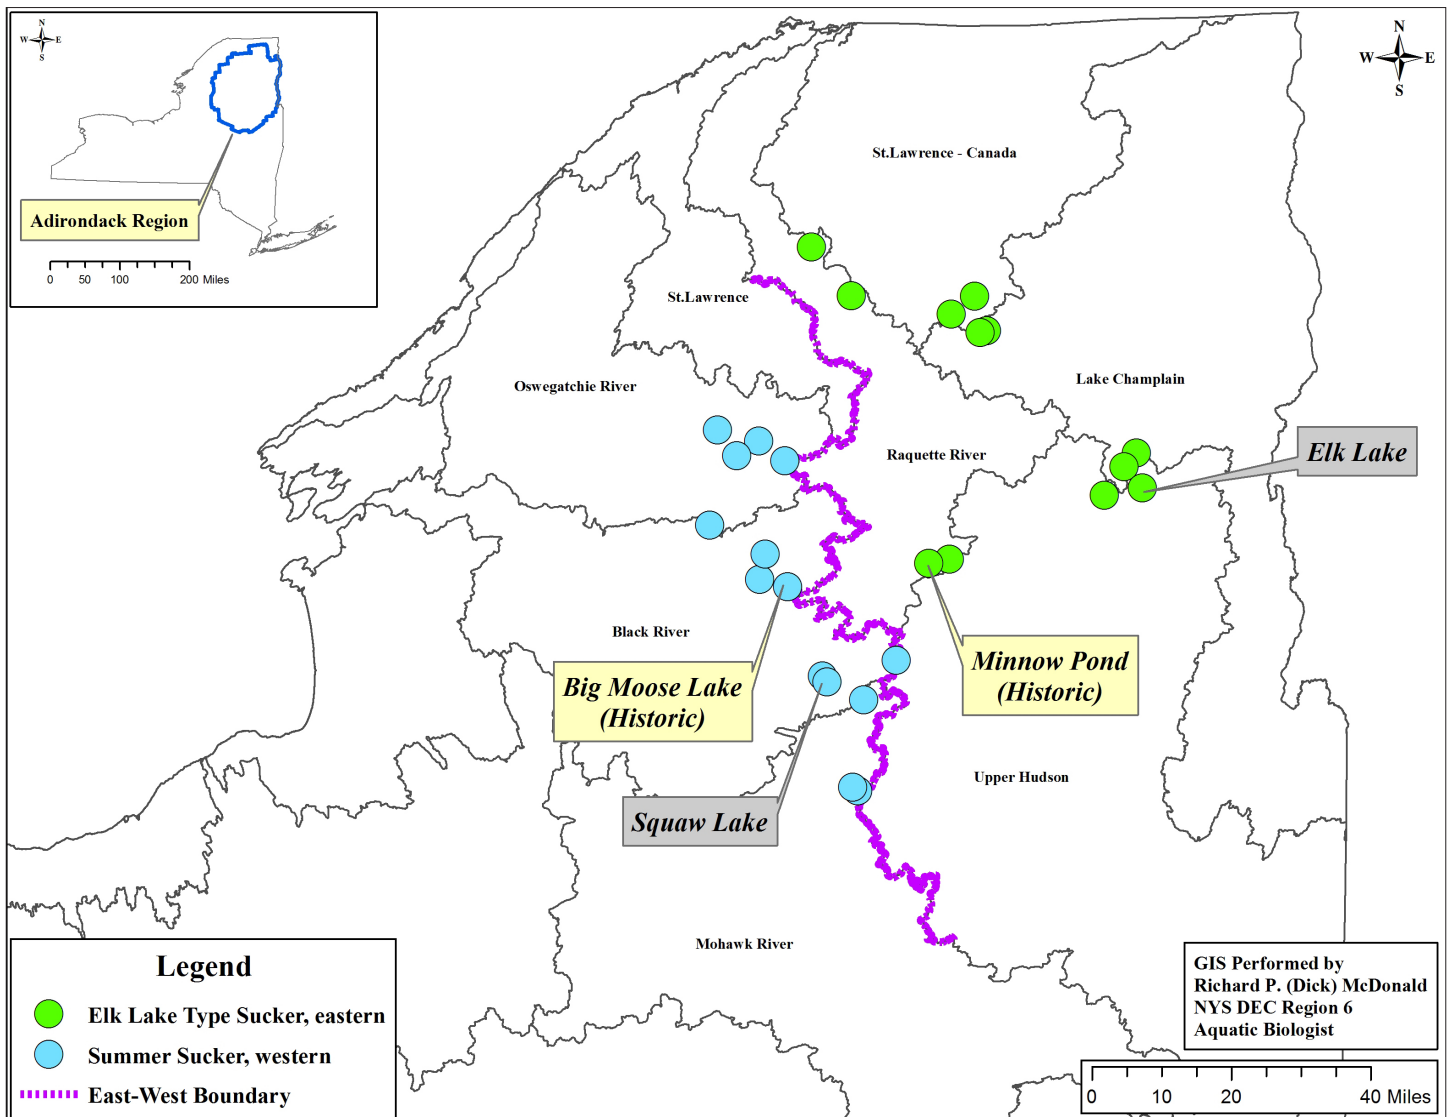 N
W E
S
Adirondack Region
0 50 100 200 Miles
N
W E
S
St.Lawrence - Canada
St.Lawrence
Oswegatchie River
Lake Champlain
Raquette River
Elk Lake
Black River
Big Moose Lake
(Historic)
Minnow Pond
(Historic)
Squaw Lake
Upper Hudson
Mohawk River
Legend
Elk Lake Type Sucker, eastern
Summer Sucker, western
East-West Boundary
GIS Performed by
Richard P. (Dick) McDonald
NYS DEC Region 6
Aquatic Biologist
0 10 20 40 Miles